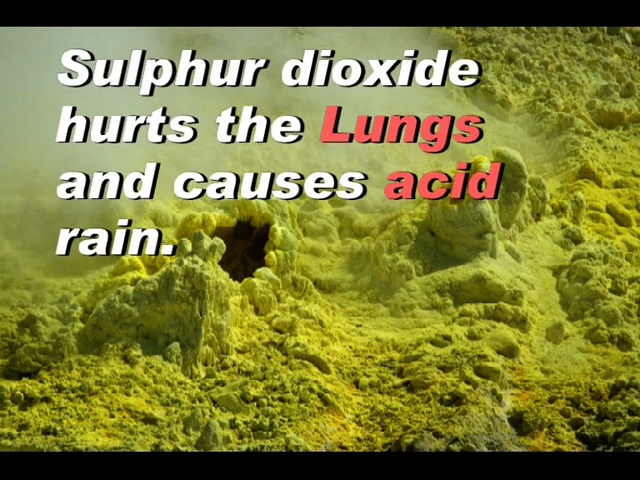 Sulphur dioxide
hurts the Lungs
and causes acid
rain.